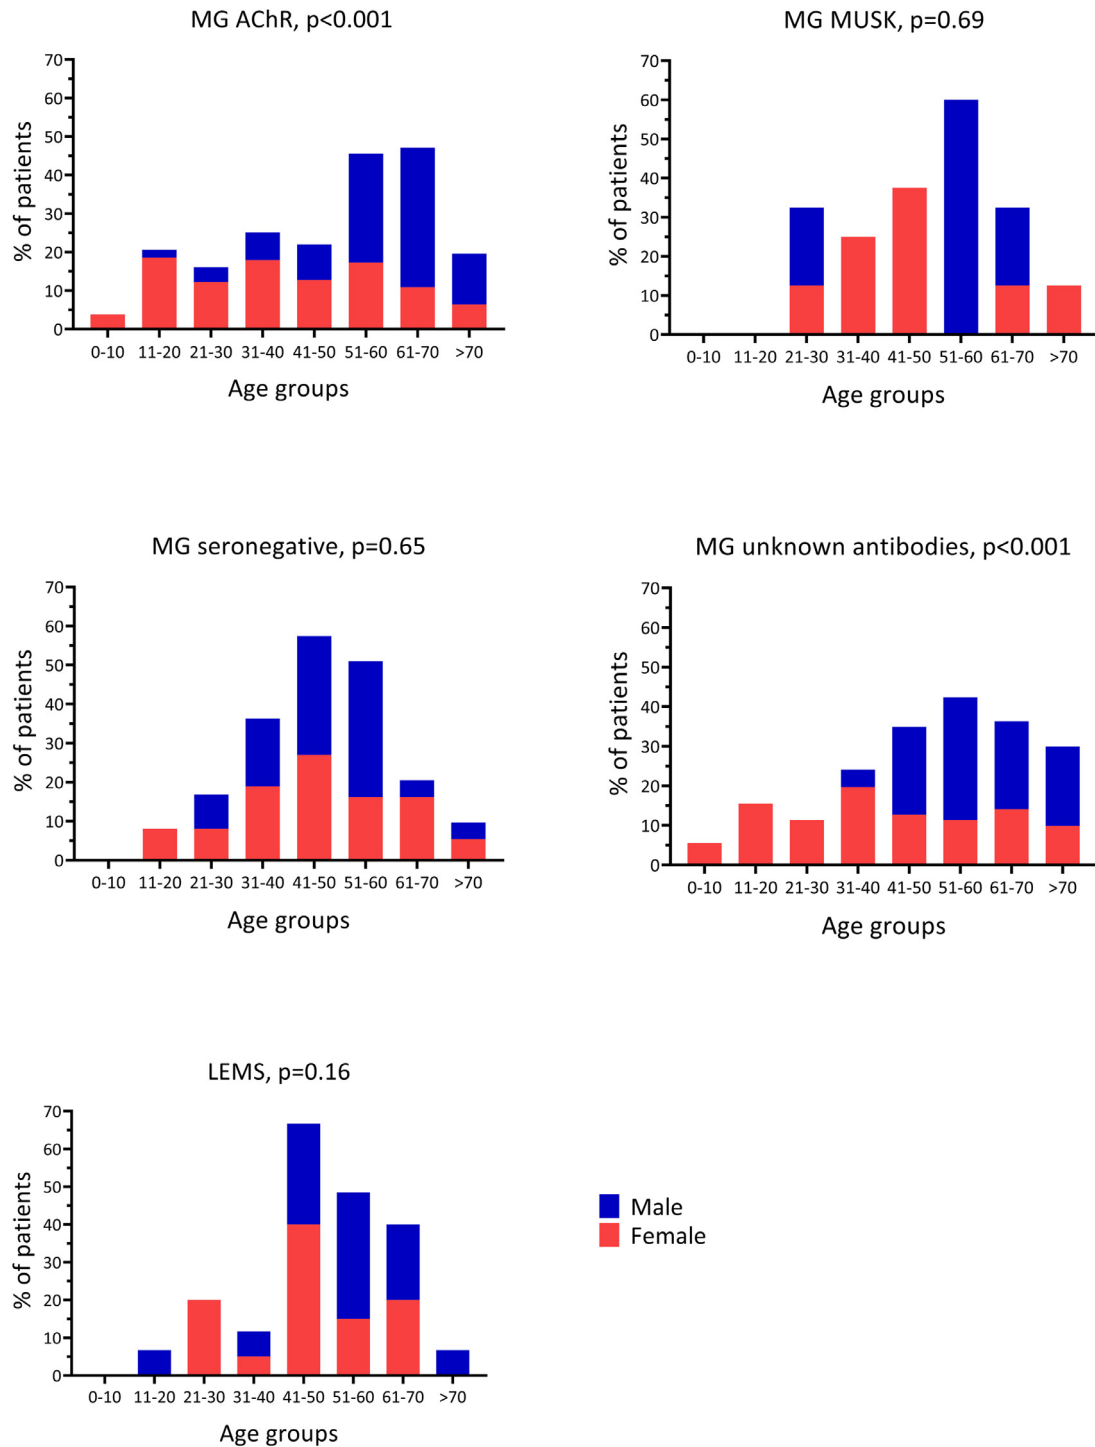 MG AChR, p<0.001
70
60
50
40
30
20
10
0
% of patients
0-10 11-20 21-30 31-40 41-50 51-60 61-70 >70
Age groups
MG MUSK, p=0.69
70
60
50
40
30
20
10
0
% of patients
0-10 11-20 21-30 31-40 41-50 51-60 61-70 >70
Age groups
MG seronegative, p=0.65
70
60
50
40
30
20
10
0
% of patients
0-10 11-20 21-30 31-40 41-50 51-60 61-70 >70
Age groups
MG unknown antibodies, p<0.001
70
60
50
40
30
20
10
0
% of patients
0-10 11-20 21-30 31-40 41-50 51-60 61-70 >70
Age groups
LEMS, p=0.16
70
60
50
40
30
20
10
0
% of patients
0-10 11-20 21-30 31-40 41-50 51-60 61-70 >70
Age groups
Male
Female